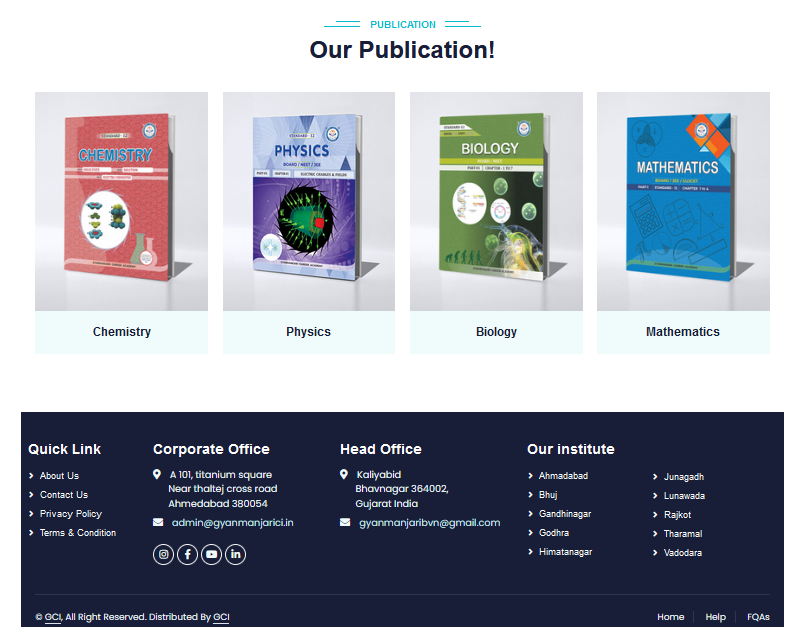 PUBLICATION
Our Publication!
STANDARD - 12
CHEMISTRY
STANDARD - 12
PHYSICS
BOARD / NEET / JEE
ELECTRIC CHARGES & FIELDS
STANDARD-12
BIOLOGY
BOARD / NEET
MATHEMATICS
BOARD / JEE / GUJCET
Chemistry
Physics
Biology
Mathematics
Quick Link
About Us
Contact Us
Privacy Policy
Terms & Condition
Corporate Office
A 101, titanium square
Near thaltej cross road
Ahmedabad 380054
admin@gyanmanjarici.in
Head Office
Kaliyabid
Bhavnagar 364002,
Gujarat India
gyanmanjaribvn@gmail.com
Our institute
Ahmadabad
Bhuj
Gandhinagar
Godhra
Himatanagar
Junagadh
Lunawada
Rajkot
Tharamal
Vadodara
© GCI, All Right Reserved. Distributed By GCI
Home
Help
FQAs